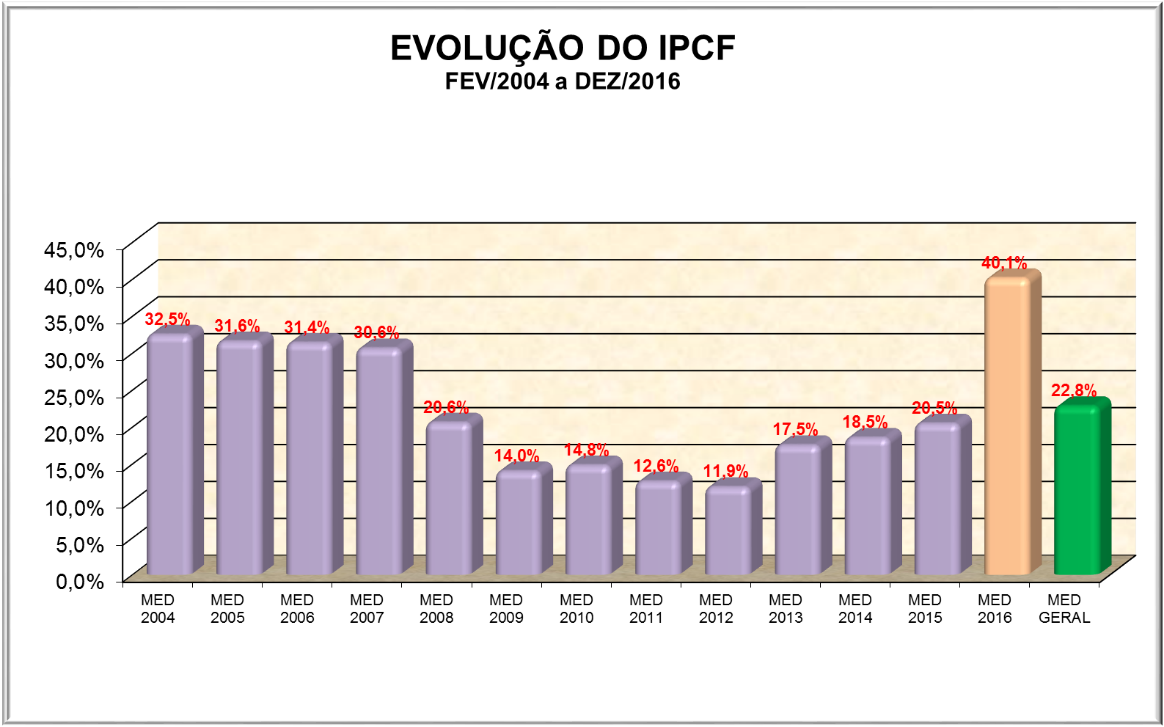 EVOLUÇÃO DO IPCF
FEV/2004 a DEZ/2016
45,0%
40,0%
35,0%
30,0%
25,0%
20,0%
15,0%
10,0%
5,0%
0,0%
32,5%
31,6%
31,4%
30,6%
20,6%
14,0%
14,8%
12,6%
11,9%
17,5%
18,5%
20,5%
40,1%
22,8%
MED
2004
MED
2005
MED
2006
MED
2007
MED
2008
MED
2009
MED
2010
MED
2011
MED
2012
MED
2013
MED
2014
MED
2015
MED
2016
MED
GERAL